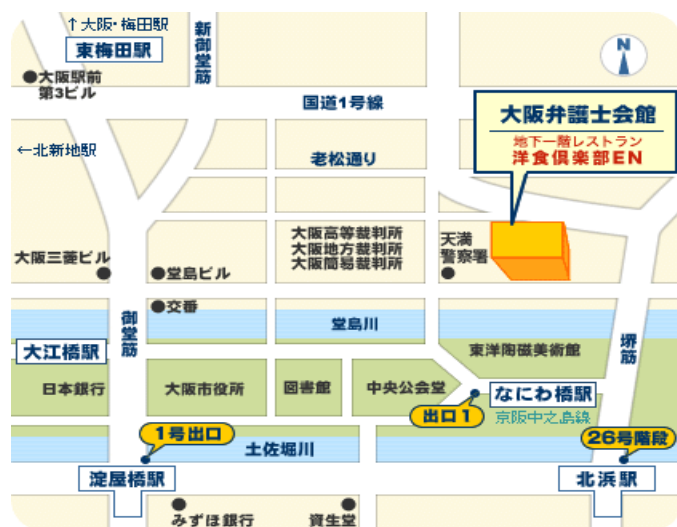 ↑大阪・梅田駅
東梅田駅
新御堂筋
N
●大阪駅前
第3ビル
国道1号線
大阪弁護士会館
地下一階レストラン
洋食倶楽部EN
←北新地駅
老松通り
大阪高等裁判所
大阪地方裁判所
大阪簡易裁判所
天満
警察署
大阪三菱ビル
●堂島ビル
●交番
御堂筋
堂島川
堺筋
大江橋駅
東洋陶磁美術館
日本銀行
大阪市役所
図書館
中央公会堂
なにわ橋駅
出口1
京阪中之島線
1号出口
土佐堀川
26号階段
淀屋橋駅
北浜駅
みずほ銀行
資生堂